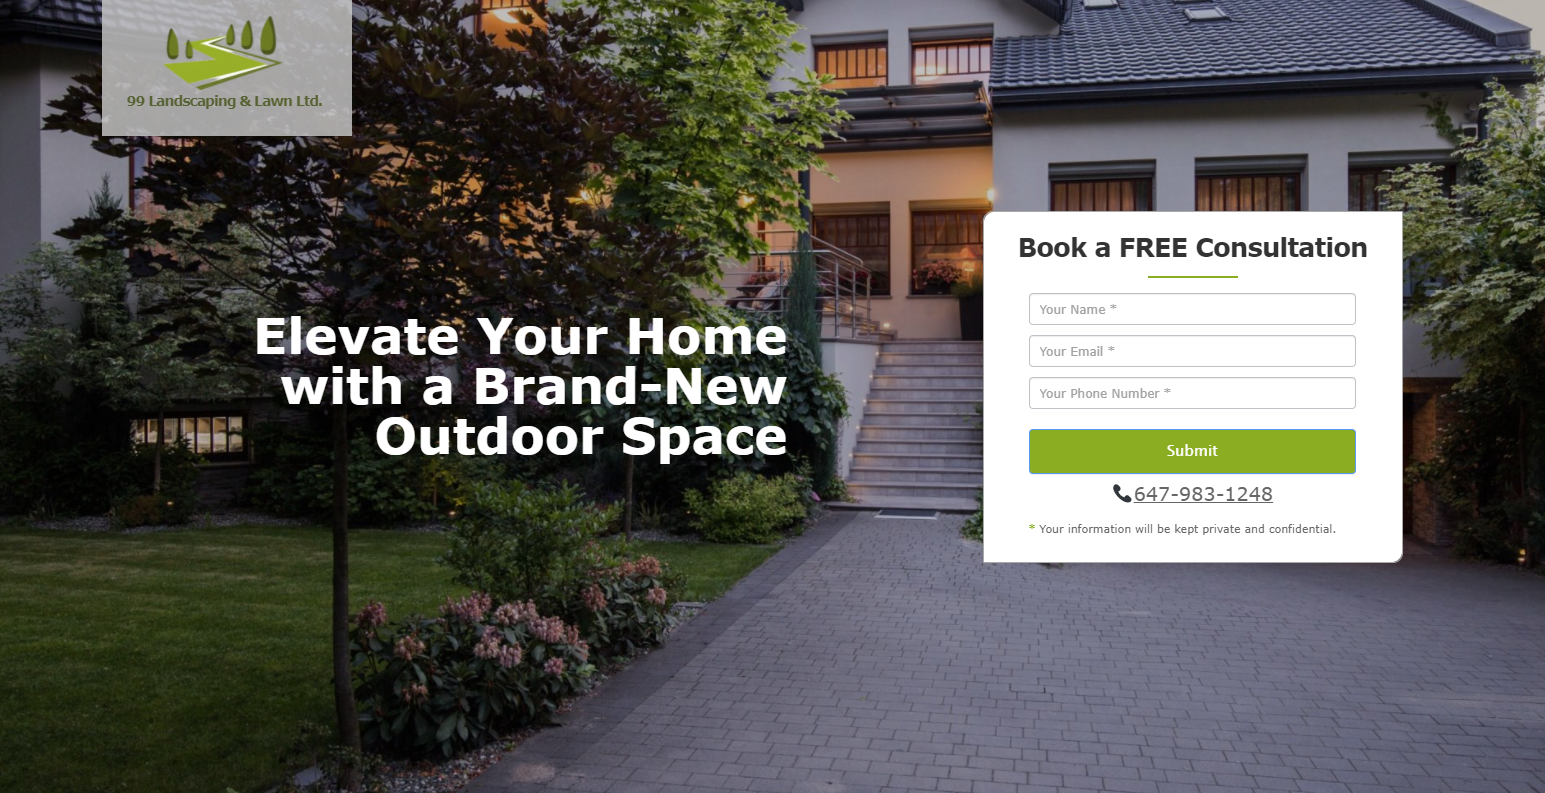 99 Landscaping & Lawn Ltd.
Elevate Your Home
with a Brand-New
Outdoor Space
Book a FREE Consultation
Your Name *
Your Email *
Your Phone Number *
Submit
647-983-1248
* Your information will be kept private and confidential.